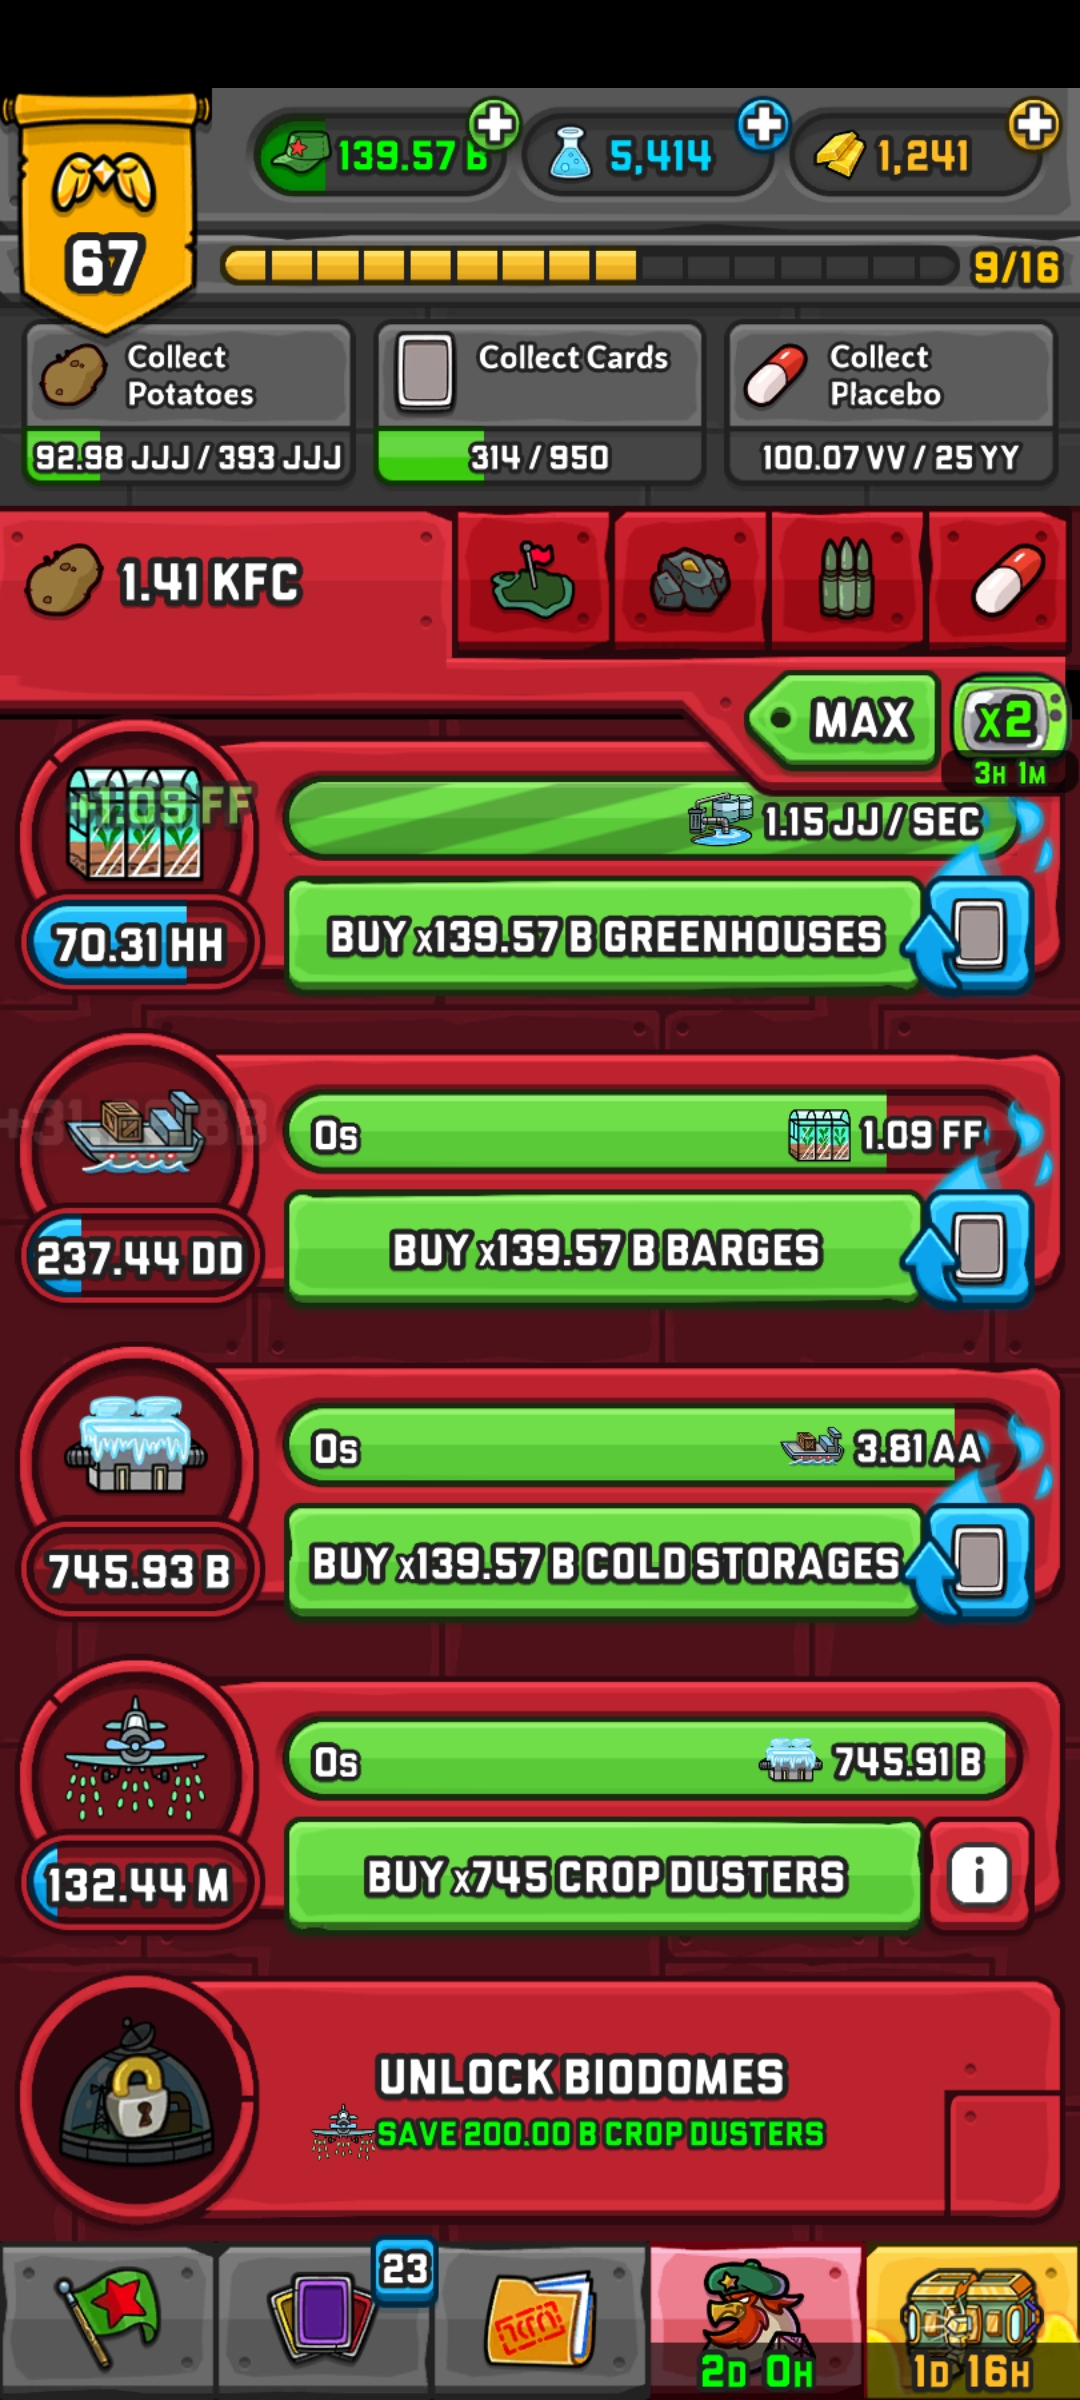 139.57 B
5,414
1,241
67
9/16
Collect
Potatoes
92.98 JJJ / 393 JJJ
Collect Cards
314 / 950
Collect
Placebo
100.07 VV / 25 YY
1.41 KFC
MAX
x2
3H 1M
+1.09 FF
1.15 JJ / SEC
70.31 HH
BUY x139.57 B GREENHOUSES
0s
1.09 FF
237.44 DD
BUY x139.57 B BARGES
0s
3.81 AA
745.93 B
BUY x139.57 B COLD STORAGES
0s
745.91 B
132.44 M
BUY x745 CROP DUSTERS
i
UNLOCK BIODOMES
SAVE 200.00 B CROP DUSTERS
23
2D 0H
1D 16H